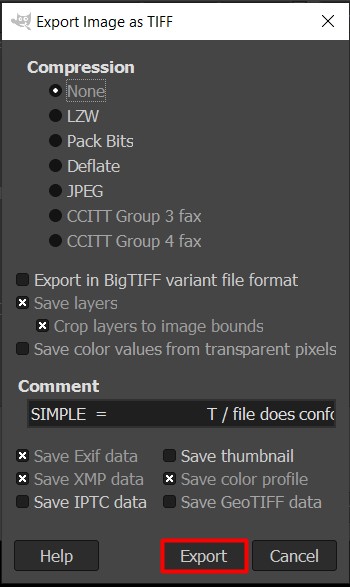 Export Image as TIFF
Compression
None
LZW
Pack Bits
Deflate
JPEG
CCITT Group 3 fax
CCITT Group 4 fax
Export in BigTIFF variant file format
Save layers
Crop layers to image bounds
Save color values from transparent pixels
Comment
SIMPLE = T / file does confo
Save Exif data Save thumbnail
Save XMP data Save color profile
Save IPTC data Save GeoTIFF data
Help Export Cancel